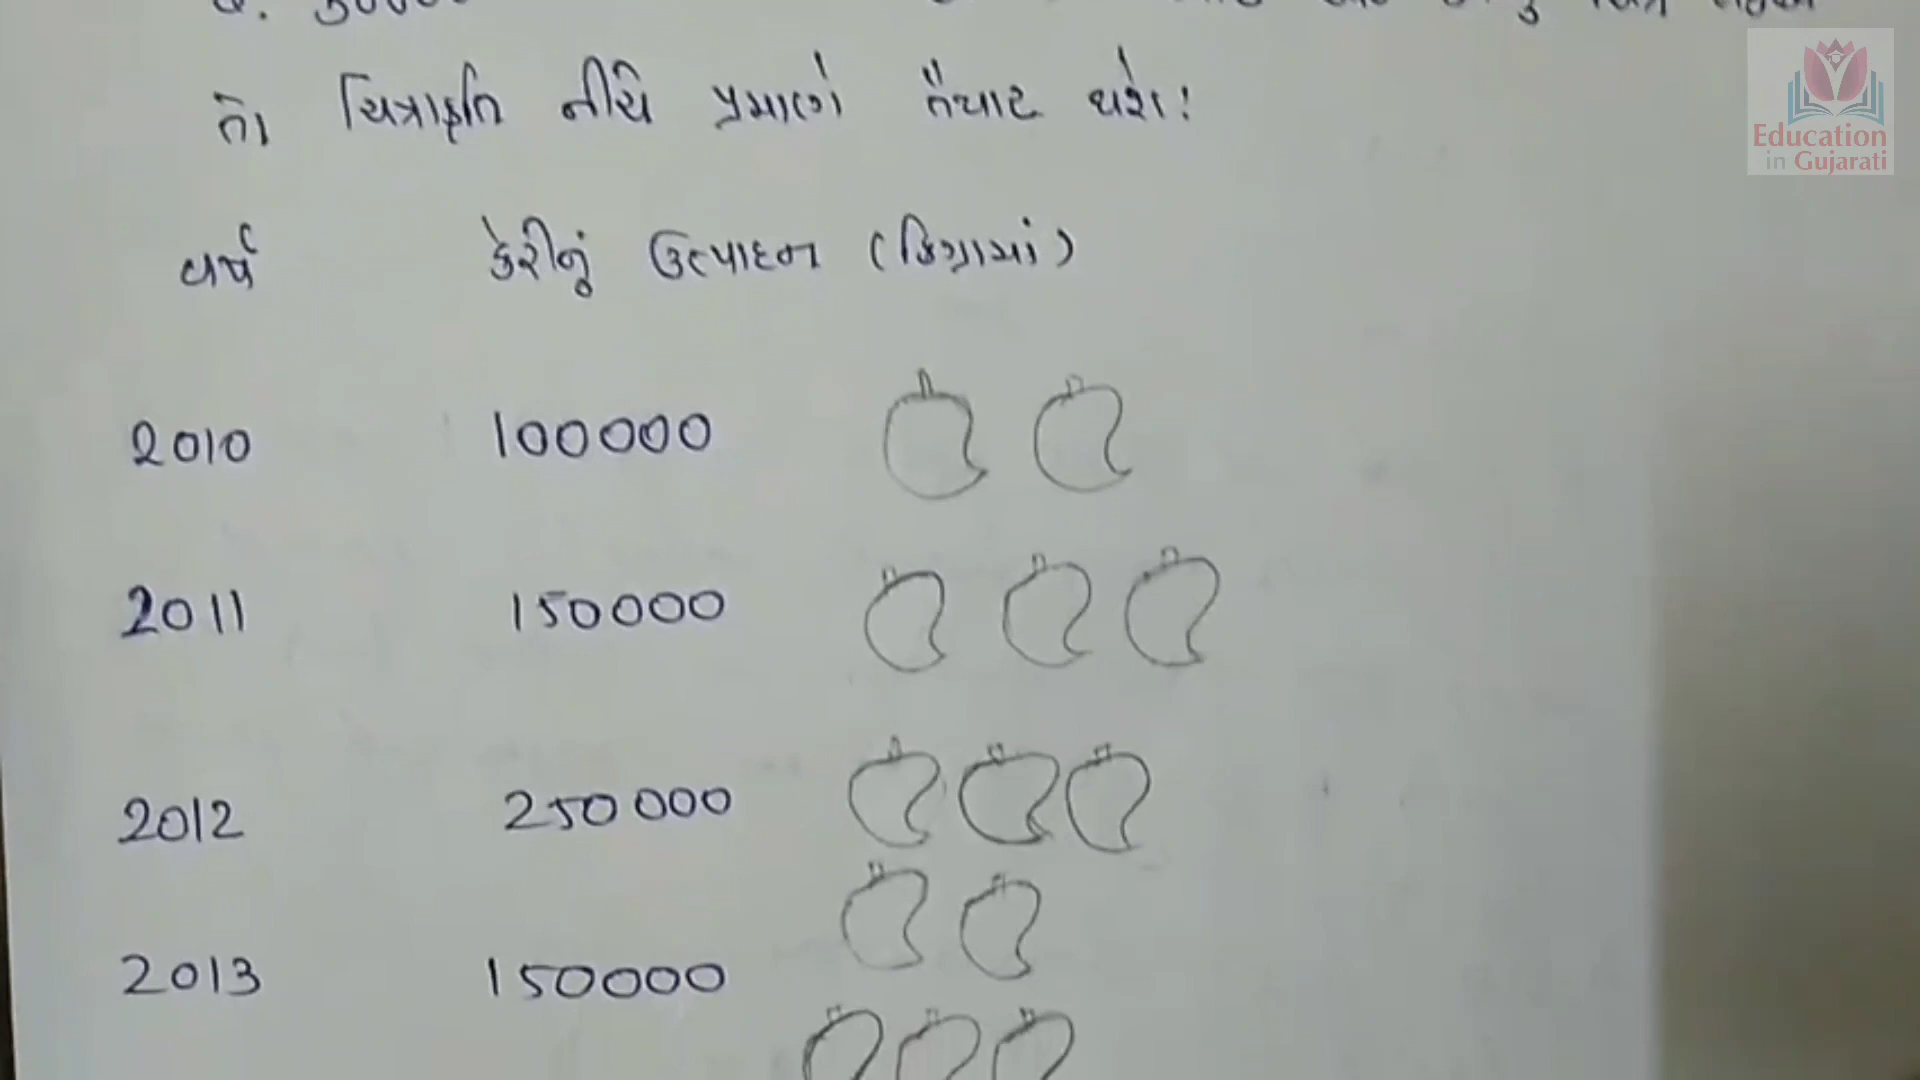 તો ચિત્રાકૃતિ નીચે પ્રમાણે તૈયાર થશે:
વર્ષ કેરીનું ઉત્પાદન (કિગ્રામાં)
2010 100000
2011 150000
2012 250000
2013 150000
Education
in Gujarati